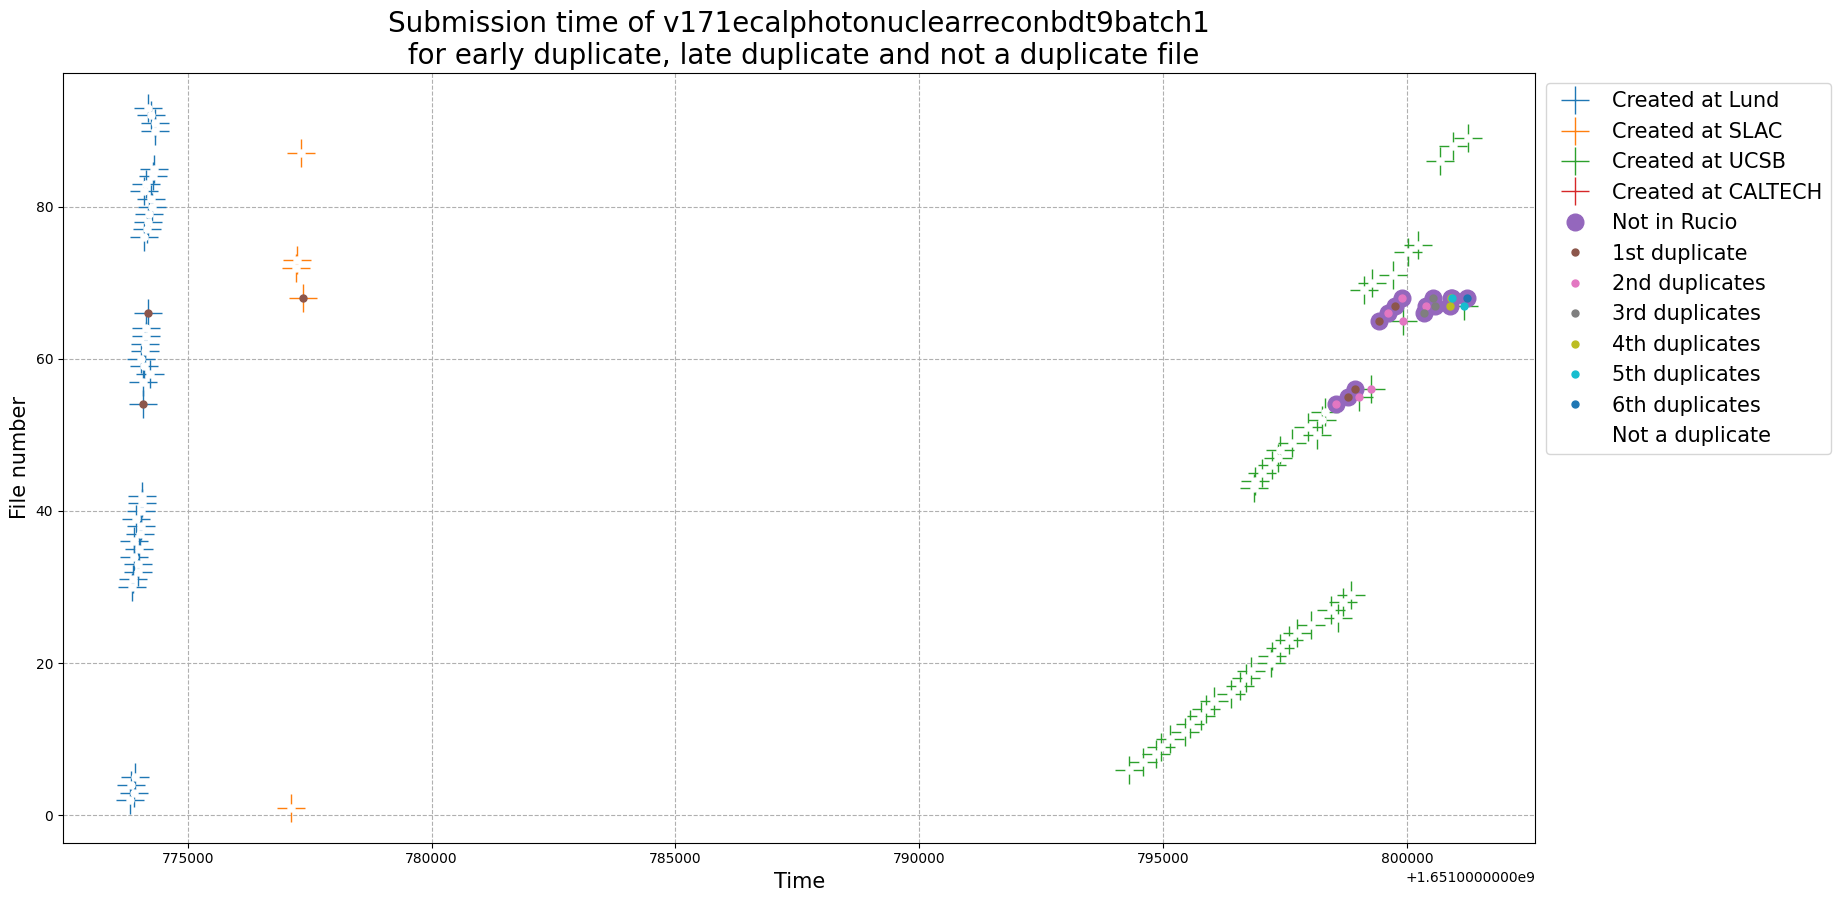 Submission time of v171ecalphotonuclearreconbdt9batch1
for early duplicate, late duplicate and not a duplicate file
File number
80
60
40
20
0
775000
780000
785000
790000
795000
800000
+1.6510000000e9
Time
Created at Lund
Created at SLAC
Created at UCSB
Created at CALTECH
Not in Rucio
1st duplicate
2nd duplicates
3rd duplicates
4th duplicates
5th duplicates
6th duplicates
Not a duplicate